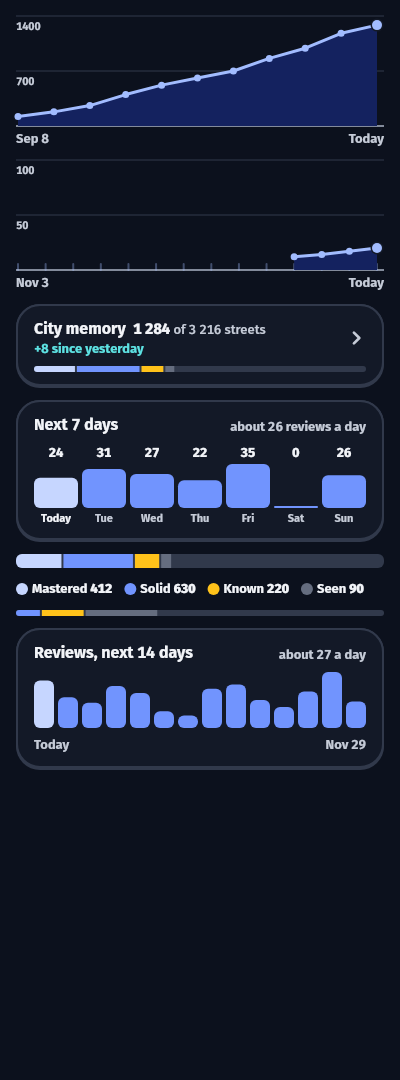 1400
700
Sep 8 Today
100
50
Nov 3 Today
City memory 1 284 of 3 216 streets
+8 since yesterday
Next 7 days about 26 reviews a day
24 31 27 22 35 0 26
Today Tue Wed Thu Fri Sat Sun
Mastered 412 Solid 630 Known 220 Seen 90
Reviews, next 14 days about 27 a day
Today Nov 29